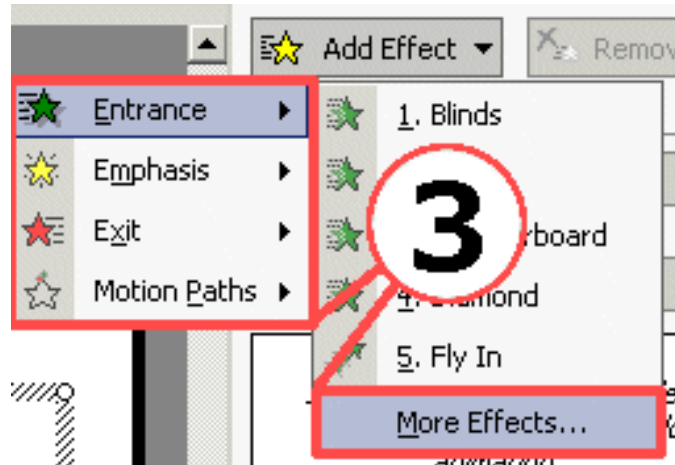 Add Effect
Remov
Entrance
Emphasis
Exit
Motion Paths
1. Blinds
3
rboard
4. Diamond
5. Fly In
More Effects...